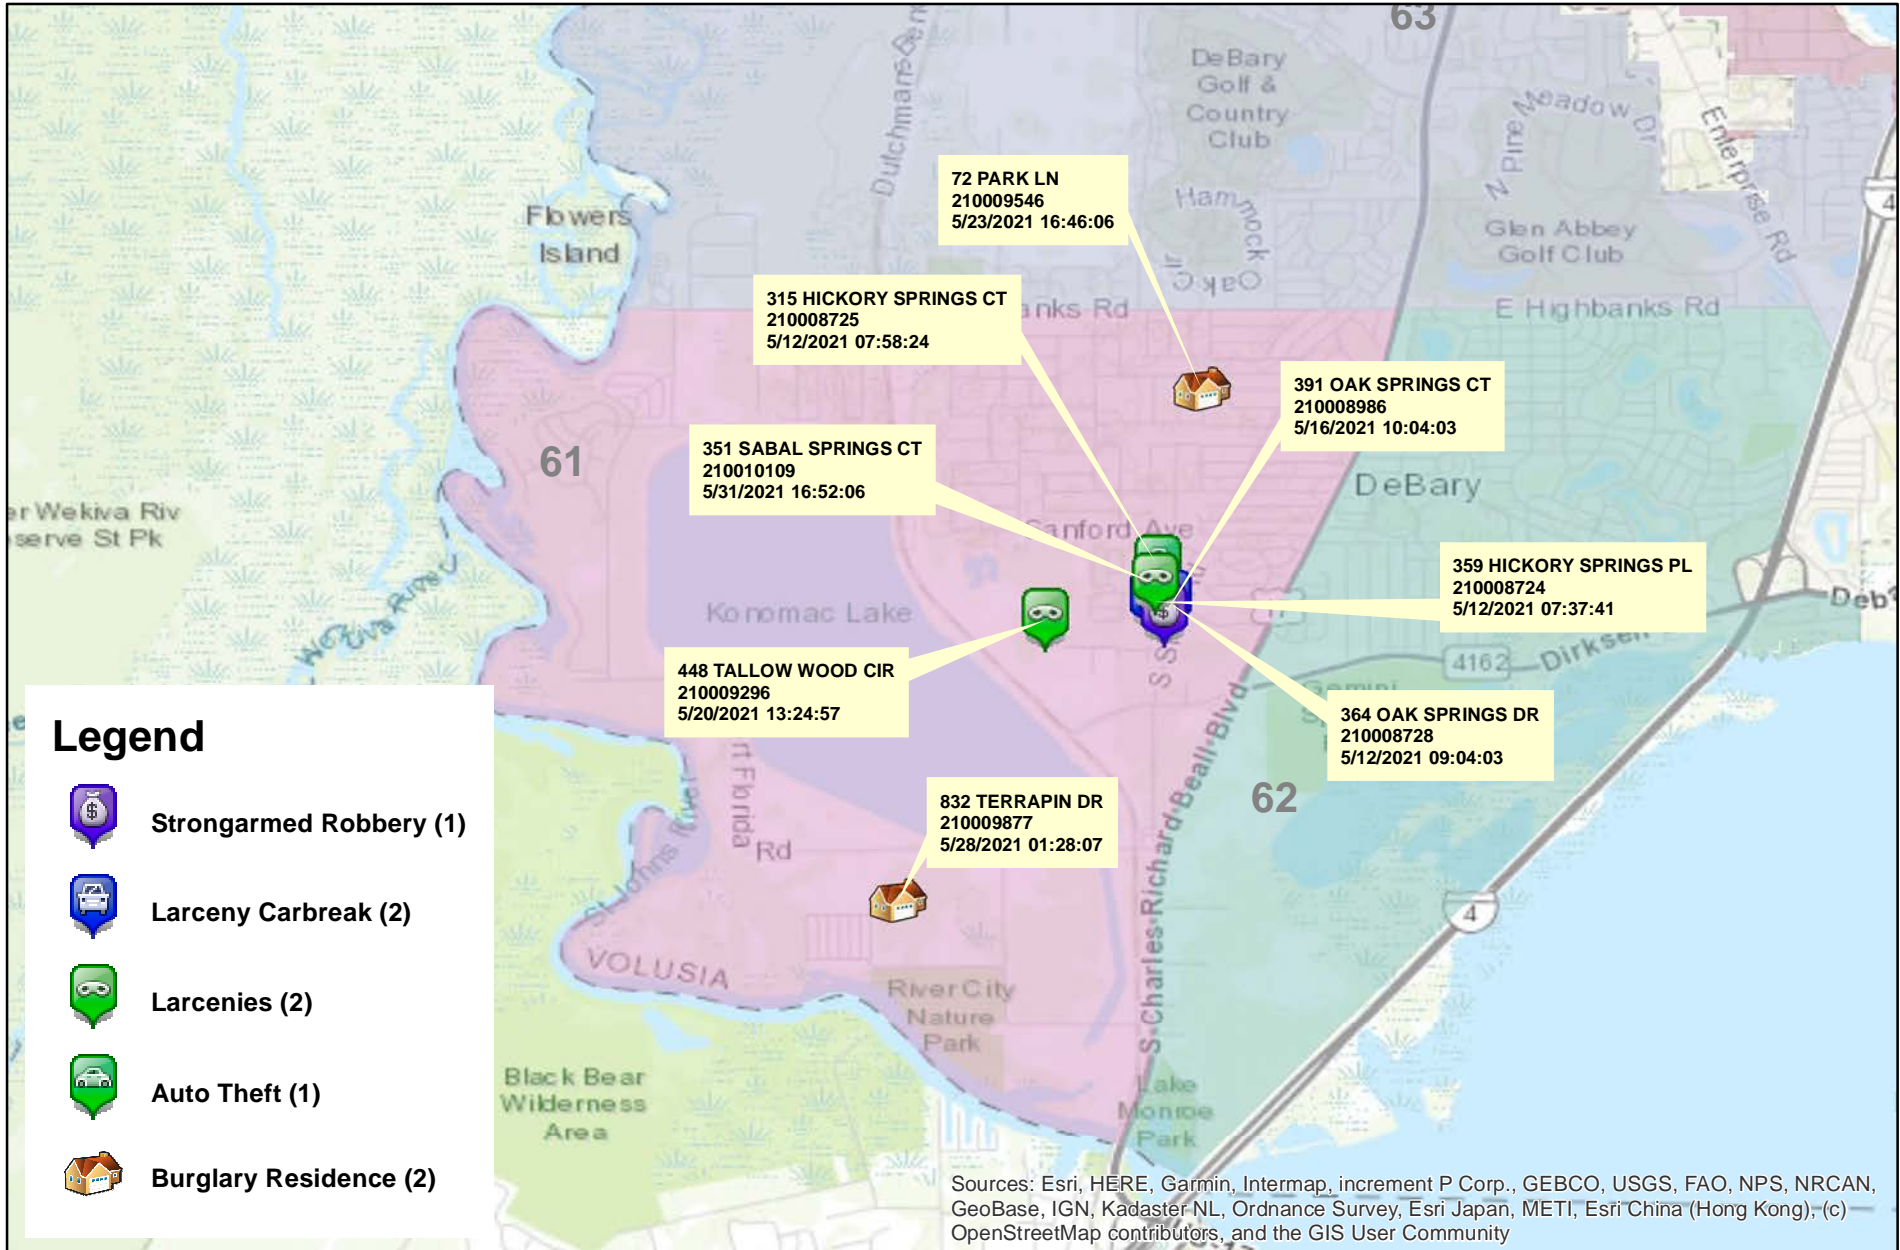 63
DeBary
Golf &
Country
Club
N Pine Meadow Dr
Enterprise Rd
4
Flowers
Island
72 PARK LN
210009546
5/23/2021 16:46:06
Hammock
Oak Cir
Glen Abbey
Golf Club
315 HICKORY SPRINGS CT
210008725
5/12/2021 07:58:24
E Highbanks Rd
391 OAK SPRINGS CT
210008986
5/16/2021 10:04:03
61
351 SABAL SPRINGS CT
210010109
5/31/2021 16:52:06
DeBary
er Wekiva Riv
serve St Pk
Sanford Ave
359 HICKORY SPRINGS PL
210008724
5/12/2021 07:37:41
Konomac Lake
448 TALLOW WOOD CIR
210009296
5/20/2021 13:24:57
4162
Dirksen
364 OAK SPRINGS DR
210008728
5/12/2021 09:04:03
62
S Charles Richard Beall Blvd
rt Florida
Rd
St Johns River
832 TERRAPIN DR
210009877
5/28/2021 01:28:07
4
VOLUSIA
River City
Nature
Park
Black Bear
Wilderness
Area
Lake
Monroe
Park
Legend
$
Strongarmed Robbery (1)
Larceny Carbreak (2)
Larcenies (2)
Auto Theft (1)
Burglary Residence (2)
Sources: Esri, HERE, Garmin, Intermap, increment P Corp., GEBCO, USGS, FAO, NPS, NRCAN,
GeoBase, IGN, Kadaster NL, Ordnance Survey, Esri Japan, METI, Esri China (Hong Kong), (c)
OpenStreetMap contributors, and the GIS User Community